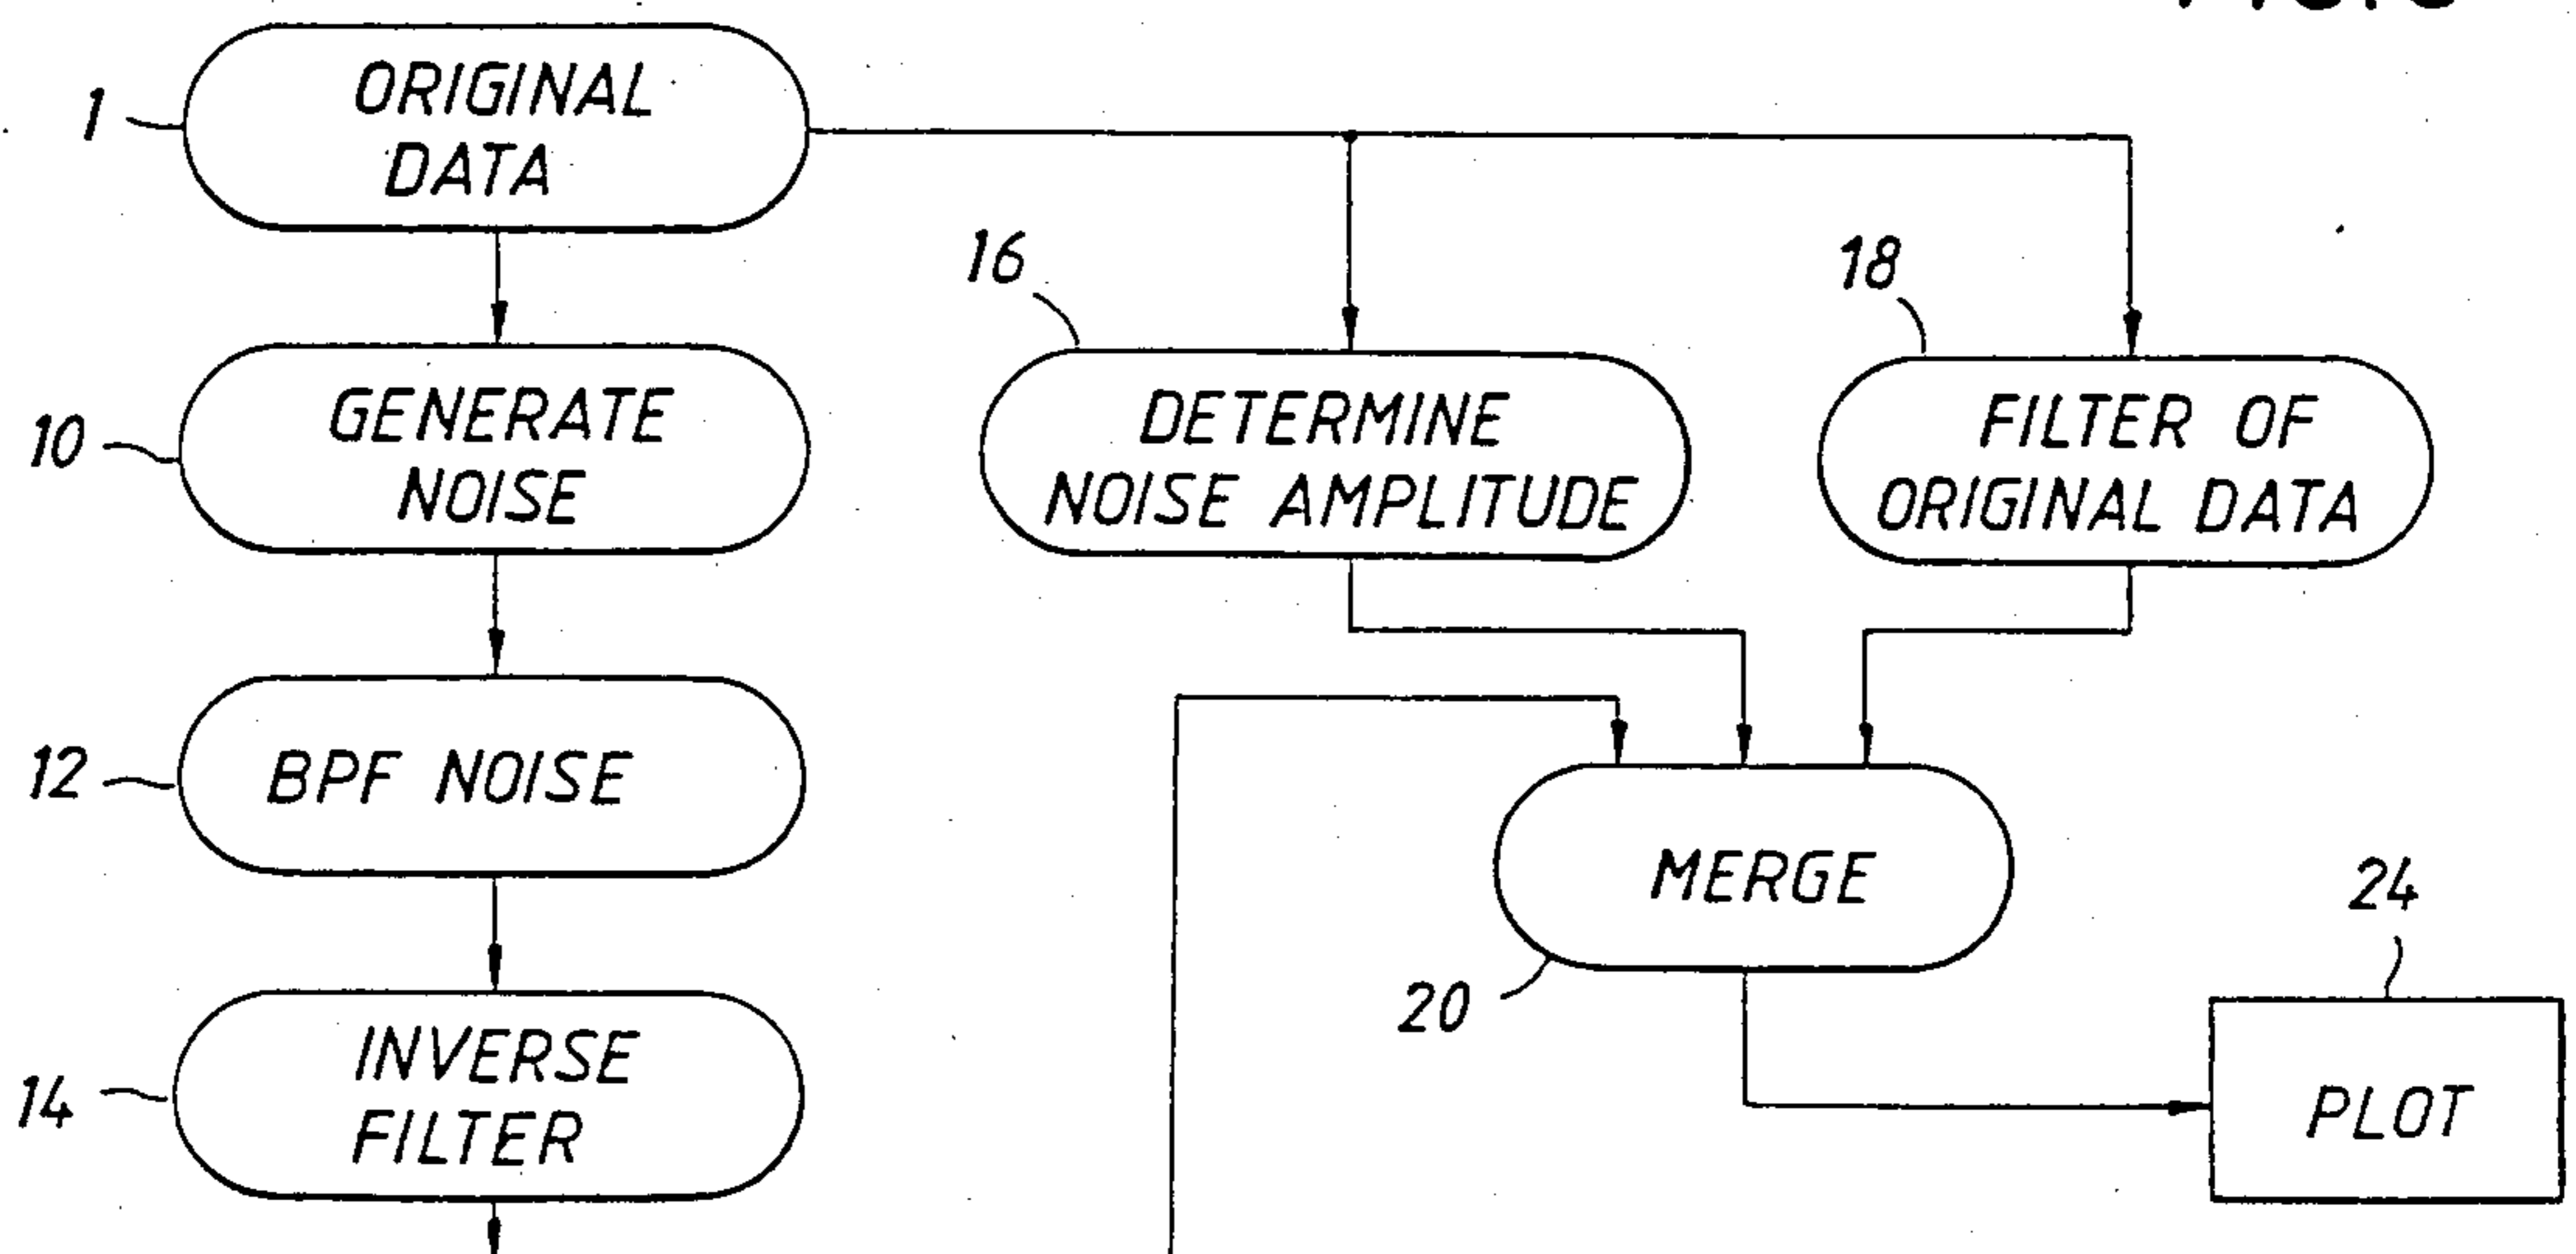 1
ORIGINAL
DATA
16
18
10
GENERATE
NOISE
DETERMINE
NOISE AMPLITUDE
FILTER OF
ORIGINAL DATA
12
BPF NOISE
MERGE
20
24
PLOT
14
INVERSE
FILTER